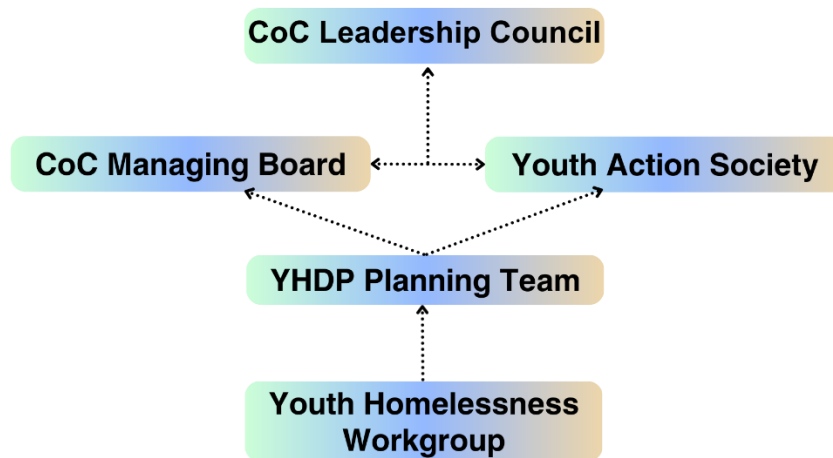 CoC Leadership Council
CoC Managing Board
Youth Action Society
YHDP Planning Team
Youth Homelessness
Workgroup